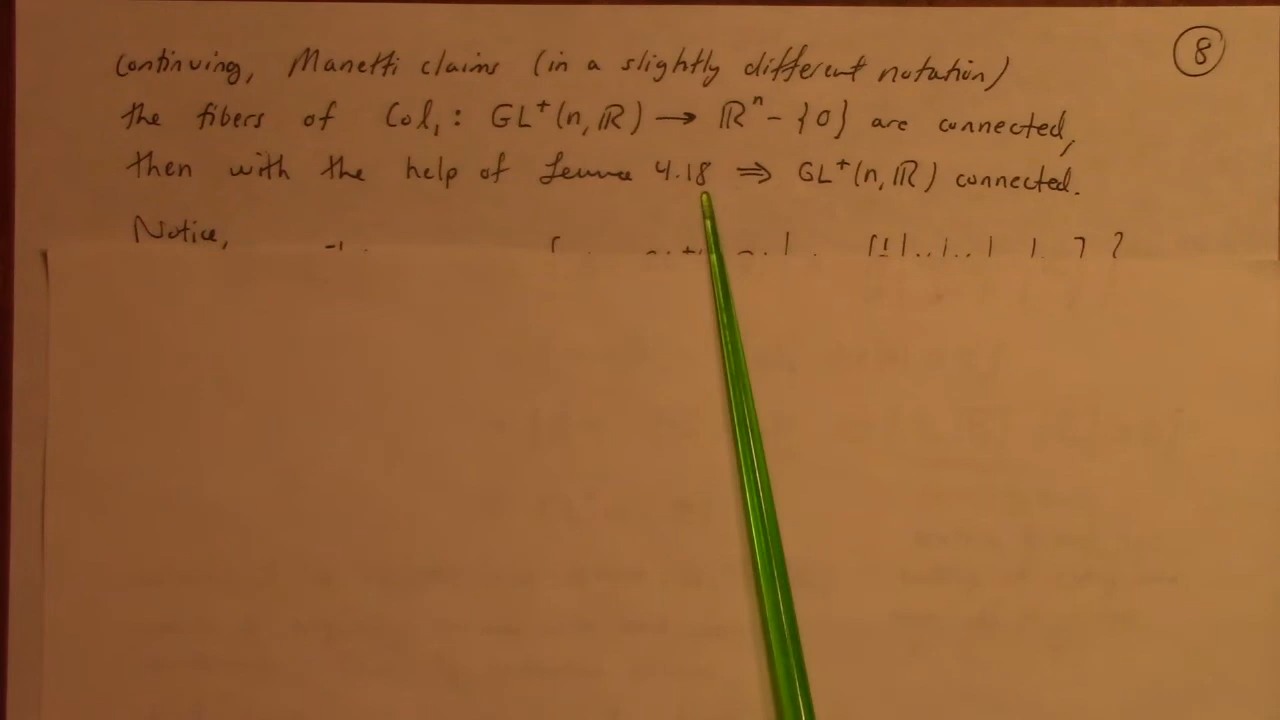 8
continuing, Manetti claims (in a slightly different notation)
the fibers of Col₁ : GL⁺(n, ℝ) → ℝⁿ - {0} are connected,
then with the help of Lemma 4.18 ⇒ GL⁺(n, ℝ) connected.
Notice,